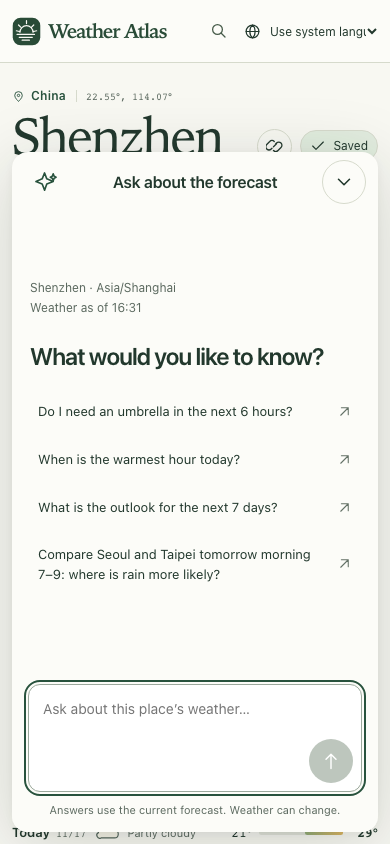 Weather Atlas
Use system langu
China
22.55°, 114.07°
Shenzhen
Saved
Ask about the forecast
Shenzhen · Asia/Shanghai
Weather as of 16:31
What would you like to know?
Do I need an umbrella in the next 6 hours?
When is the warmest hour today?
What is the outlook for the next 7 days?
Compare Seoul and Taipei tomorrow morning
7–9: where is rain more likely?
Ask about this place's weather...
Answers use the current forecast. Weather can change.
Today 11/17 Partly cloudy 21° 29°